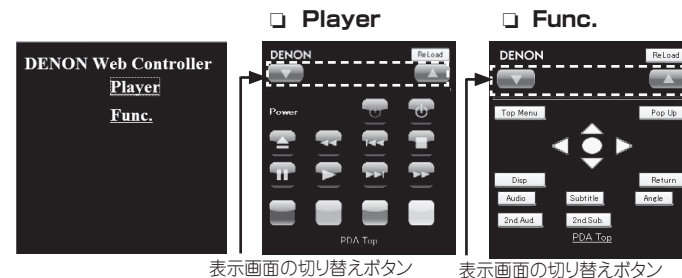 ❏ Player
❏ Func.
DENON Web Controller
Player
Func.
DENON
ReLoad
Power
PDA Top
DENON
ReLoad
Top Menu
Pop Up
Disp
Return
Audio
Subtitle
Angle
2nd.Aud.
2nd.Sub.
PDA Top
表示画面の切り替えボタン
表示画面の切り替えボタン